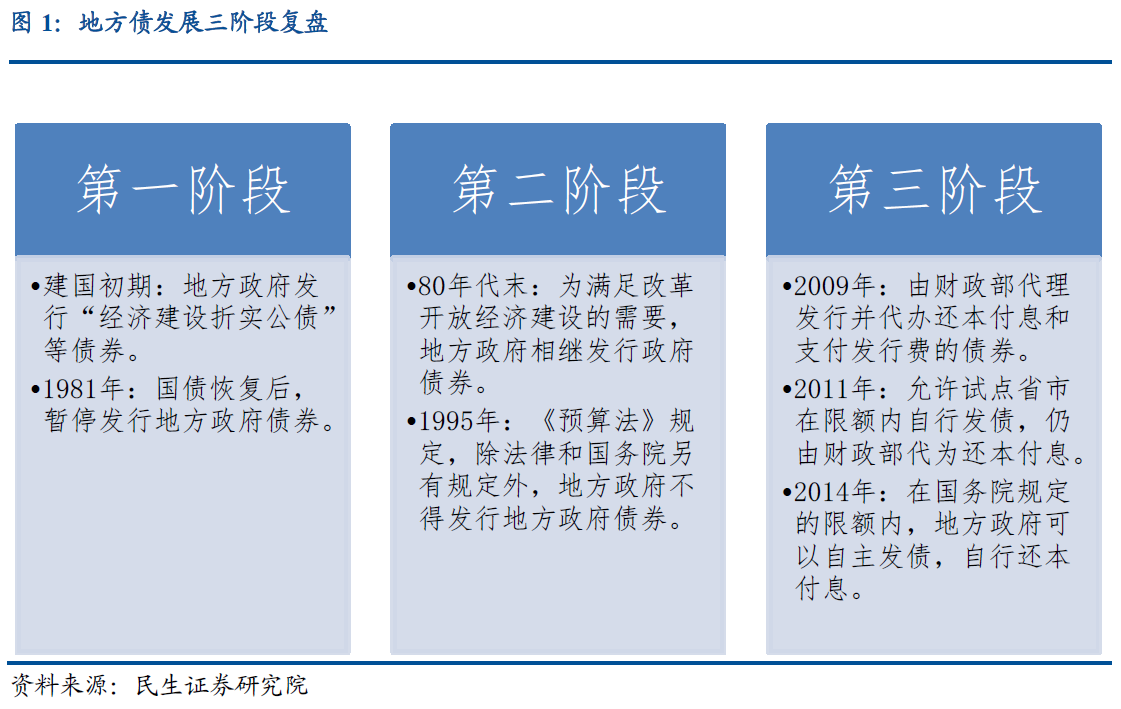 图 1：地方债发展三阶段复盘
第一阶段
•建国初期：地方政府发
行“经济建设折实公债”
等债券。
•1981年：国债恢复后，
暂停发行地方政府债券。
第二阶段
•80年代末：为满足改革
开放经济建设的需要，
地方政府相继发行政府
债券。
•1995年：《预算法》规
定，除法律和国务院另
有规定外，地方政府不
得发行地方政府债券。
第三阶段
•2009年：由财政部代理
发行并代办还本付息和
支付发行费的债券。
•2011年：允许试点省市
在限额内自行发债，仍
由财政部代为还本付息。
•2014年：在国务院规定
的限额内，地方政府可
以自主发债，自行还本
付息。
资料来源：民生证券研究院